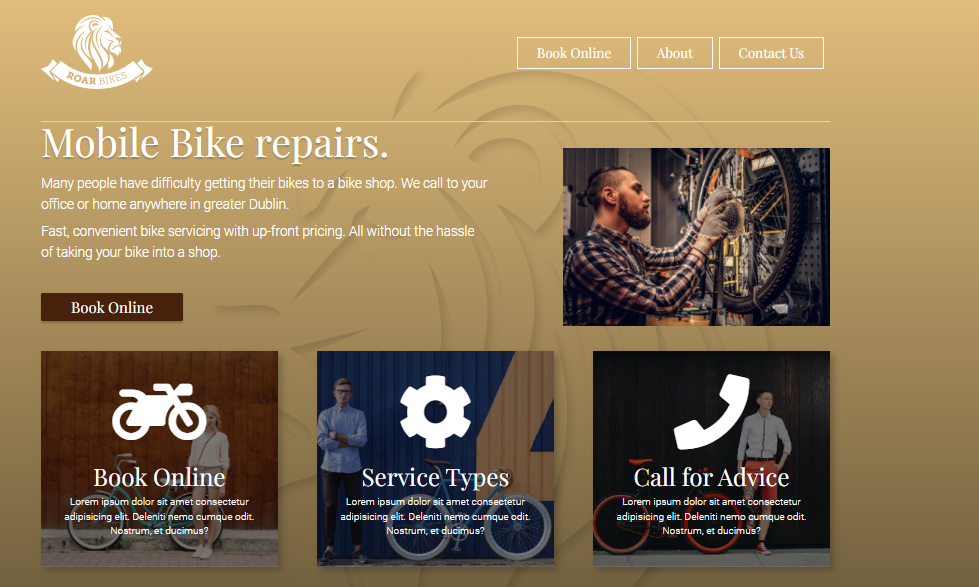 ROAR BIKES
Book Online
About
Contact Us
Mobile Bike repairs.
Many people have difficulty getting their bikes to a bike shop. We call to your
office or home anywhere in greater Dublin.
Fast, convenient bike servicing with up-front pricing. All without the hassle
of taking your bike into a shop.
Book Online
Book Online
Lorem ipsum dolor sit amet consectetur
adipisicing elit. Deleniti nemo cumque odit.
Nostrum, et ducimus?
Service Types
Lorem ipsum dolor sit amet consectetur
adipisicing elit. Deleniti nemo cumque odit.
Nostrum, et ducimus?
Call for Advice
Lorem ipsum dolor sit amet consectetur
adipisicing elit. Deleniti nemo cumque odit.
Nostrum, et ducimus?